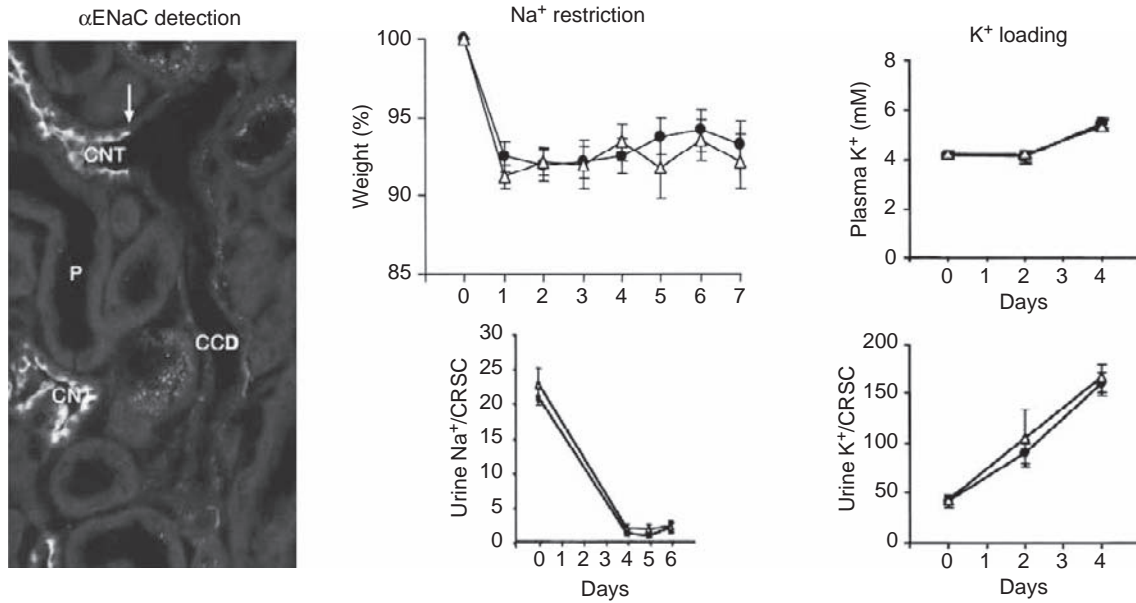 αENaC detection
CNT
P
CCD
CNT
Na⁺ restriction
Weight (%)
100
95
90
85
0 1 2 3 4 5 6 7
Urine Na⁺/CRSC
30
25
20
15
10
5
0
0 1 2 3 4 5 6
Days
K⁺ loading
Plasma K⁺ (mM)
8
6
4
2
0
0 1 2 3 4
Days
Urine K⁺/CRSC
200
150
100
50
0
0 1 2 3 4
Days